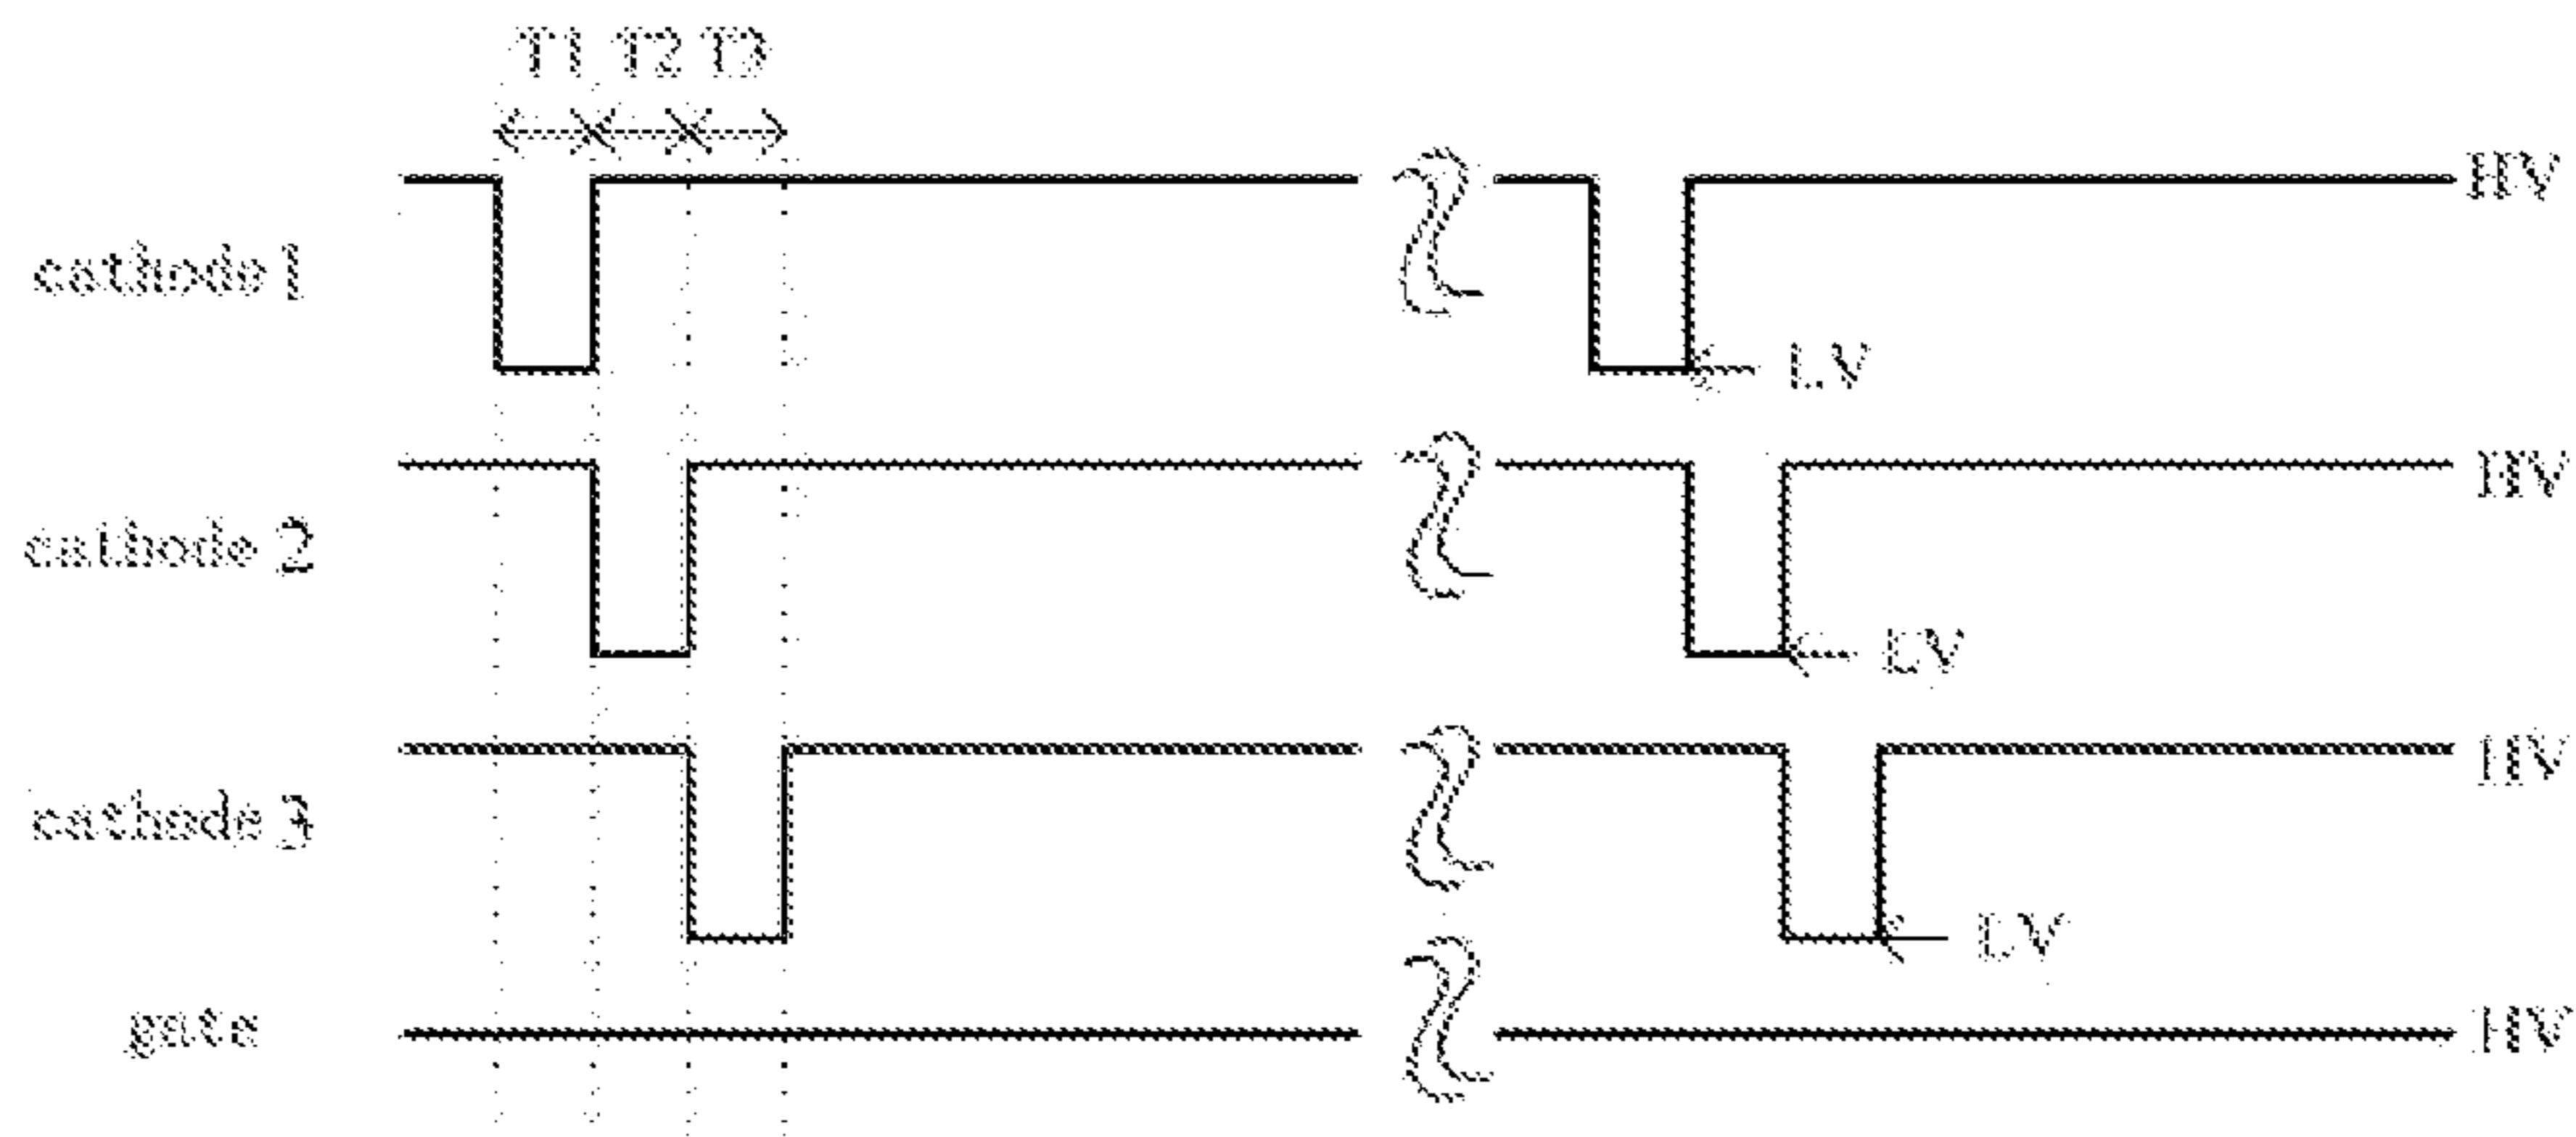 T1 T2 T3
HV
cathode 1
LV
HV
cathode 2
LV
HV
cathode 3
LV
gate
HV